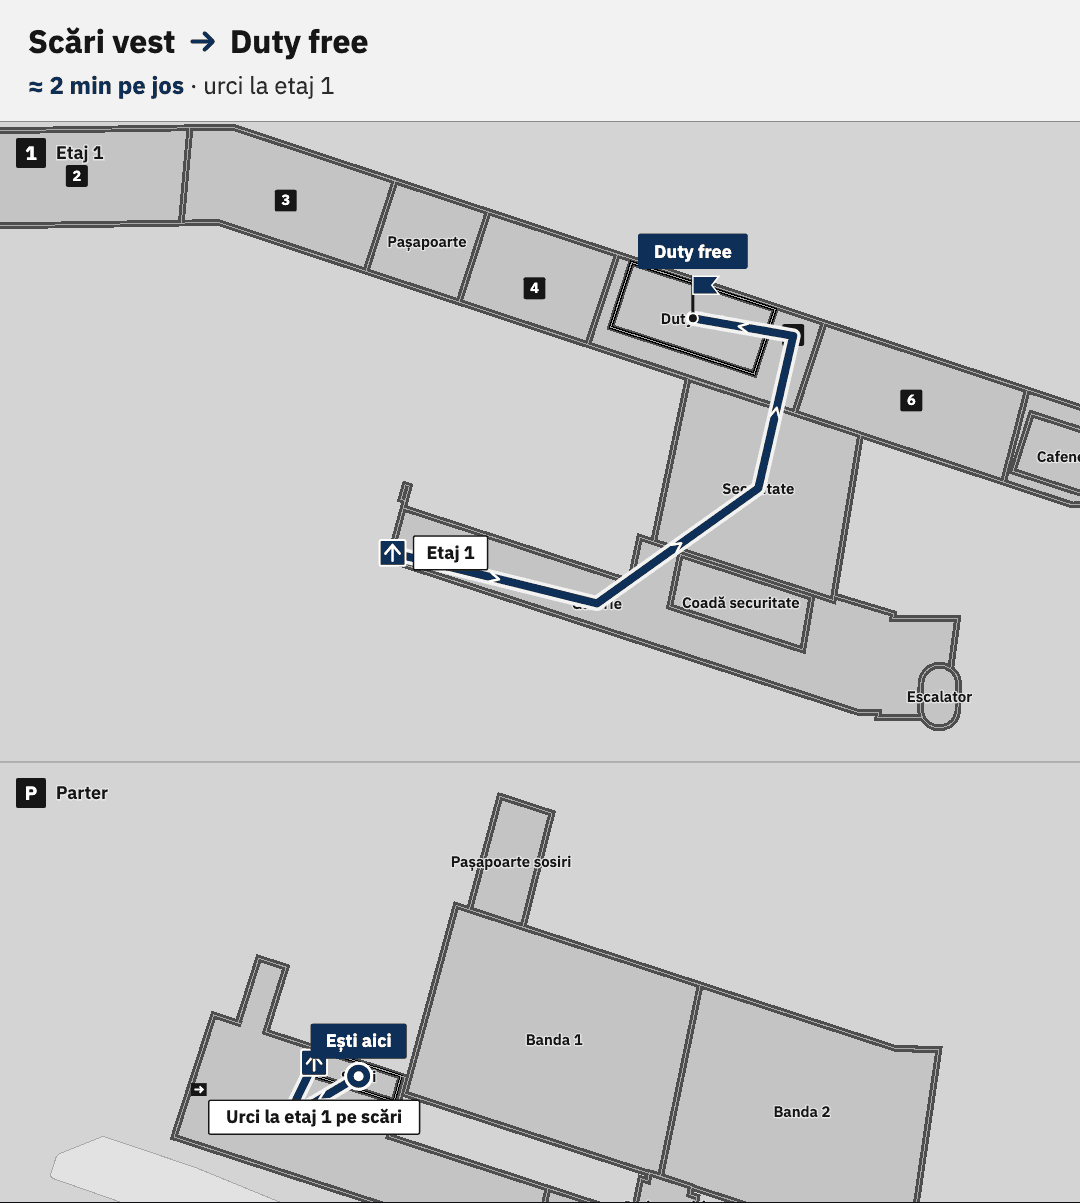 Scări vest → Duty free
≈ 2 min pe jos · urci la etaj 1
1 Etaj 1
2
3
Pașapoarte
4
Duty free
6
Cafene
Securitate
Etaj 1
Coadă securitate
Escalator
P Parter
Pașapoarte sosiri
Banda 1
Ești aici
Urci la etaj 1 pe scări
Banda 2